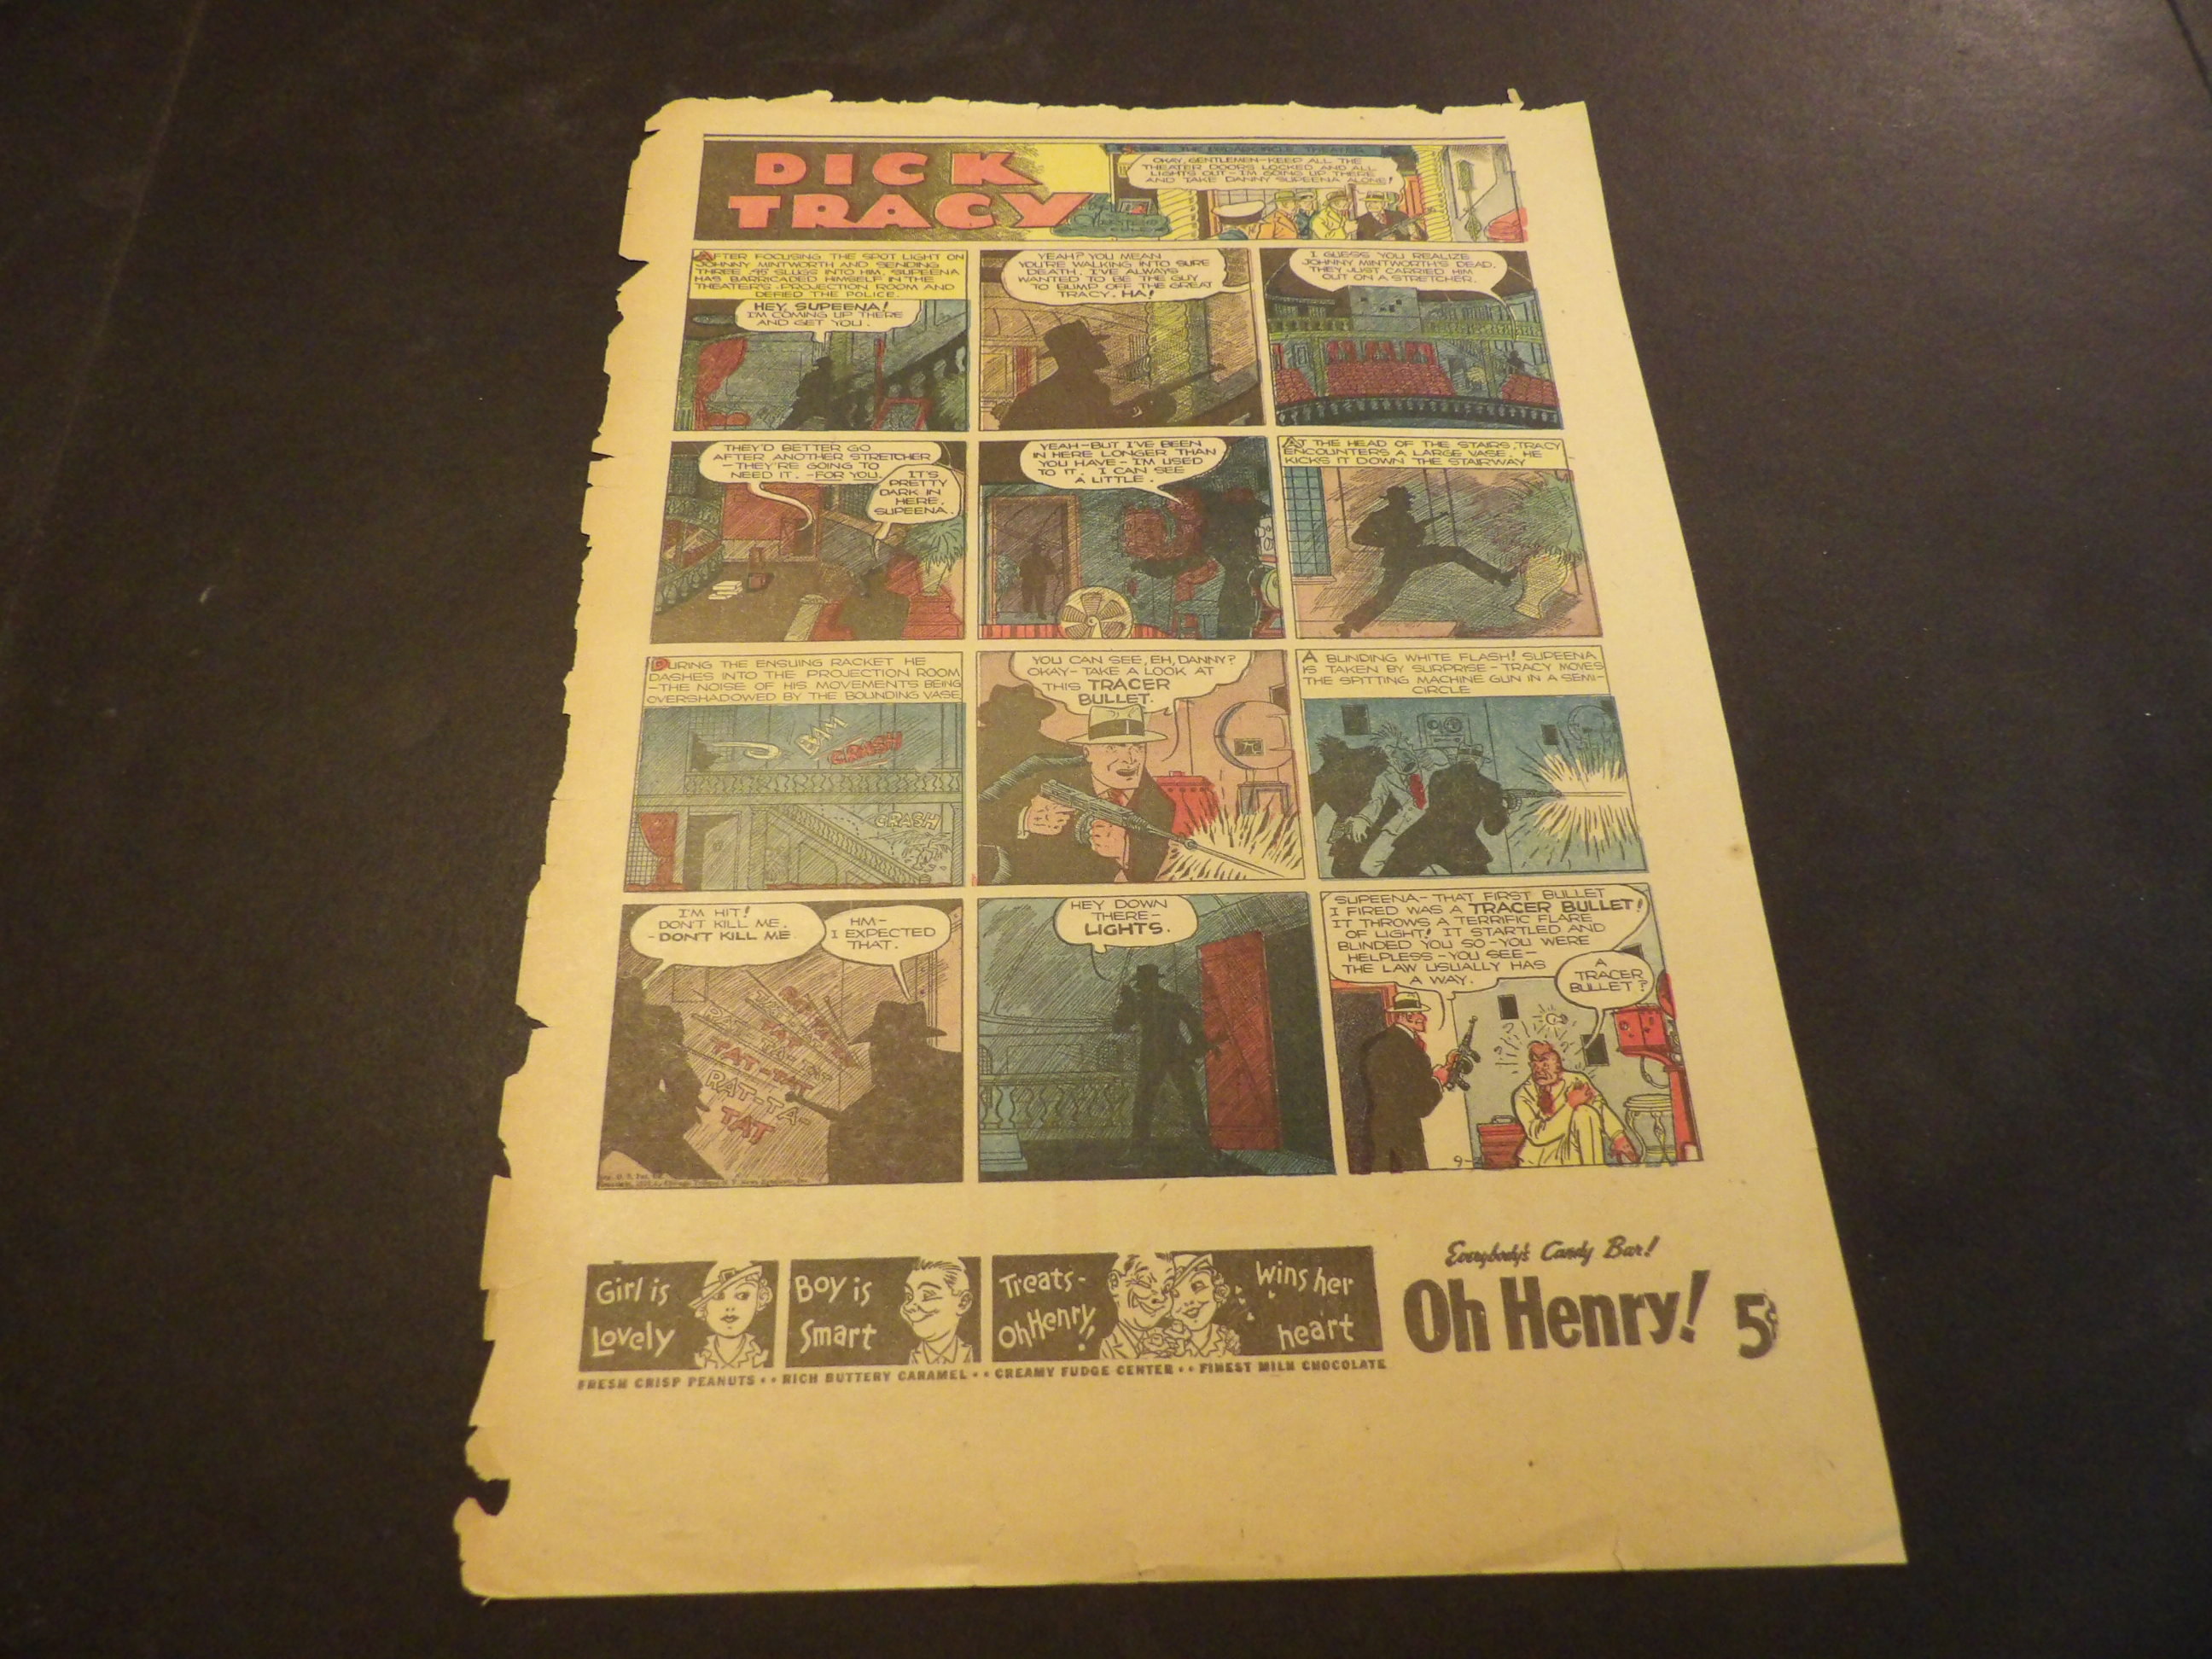 DICK
TRACY
THEATER
OKAY, GENTLEMEN-KEEP ALL THE
THEATER DOORS LOCKED AND ALL
LIGHTS OUT-I'M GOING UP THERE
AND TAKE DANNY SUPEENA ALONE!
AFTER FOCUSING THE SPOT LIGHT ON
JOHNNY MINTWORTH AND SENDING
THREE .45 SLUGS INTO HIM, SUPEENA
HAS BARRICADED HIMSELF IN THE
THEATER'S PROJECTION ROOM AND
DEFIED THE POLICE.
HEY, SUPEENA!
I'M COMING UP THERE
AND GET YOU.
YEAH? YOU MEAN
YOU'RE WALKING INTO SURE
DEATH. I'VE ALWAYS
WANTED TO BE THE GUY
TO BUMP OFF THE GREAT
TRACY. HA!
I GUESS YOU REALIZE
JOHNNY MINTWORTH'S DEAD.
THEY JUST CARRIED HIM
OUT ON A STRETCHER.
THEY'D BETTER GO
AFTER ANOTHER STRETCHER
-THEY'RE GOING TO
NEED IT.-FOR YOU.
IT'S
PRETTY
DARK IN
HERE,
SUPEENA.
YEAH-BUT I'VE BEEN
IN HERE LONGER THAN
YOU HAVE-I'M USED
TO IT. I CAN SEE
A LITTLE.
AT THE HEAD OF THE STAIRS, TRACY
ENCOUNTERS A LARGE VASE. HE
KICKS IT DOWN THE STAIRWAY
DURING THE ENSUING RACKET HE
DASHES INTO THE PROJECTION ROOM
-THE NOISE OF HIS MOVEMENTS BEING
OVERSHADOWED BY THE BOUNDING VASE
BAM
CRASH
CRASH
YOU CAN SEE, EH, DANNY?
OKAY-TAKE A LOOK AT
THIS TRACER
BULLET.
A BLINDING WHITE FLASH! SUPEENA
IS TAKEN BY SURPRISE-TRACY MOVES
THE SPITTING MACHINE GUN IN A SEMI-
CIRCLE
I'M HIT!
DON'T KILL ME.
-DON'T KILL ME
HM-
I EXPECTED
THAT.
TAT-TAT
RAT-TA-
TAT
HEY DOWN
THERE-
LIGHTS.
SUPEENA-THAT FIRST BULLET
I FIRED WAS A TRACER BULLET!
IT THROWS A TERRIFIC FLARE
OF LIGHT! IT STARTLED AND
BLINDED YOU SO-YOU WERE
HELPLESS-YOU SEE-
THE LAW USUALLY HAS
A WAY.
A
TRACER
BULLET?
Girl is
Lovely
Boy is
Smart
Treats-
Oh Henry!
wins her
heart
FRESH CRISP PEANUTS • • RICH BUTTERY CARAMEL • • CREAMY FUDGE CENTER • • FINEST MILK CHOCOLATE
Everybody's Candy Bar!
Oh Henry! 5¢